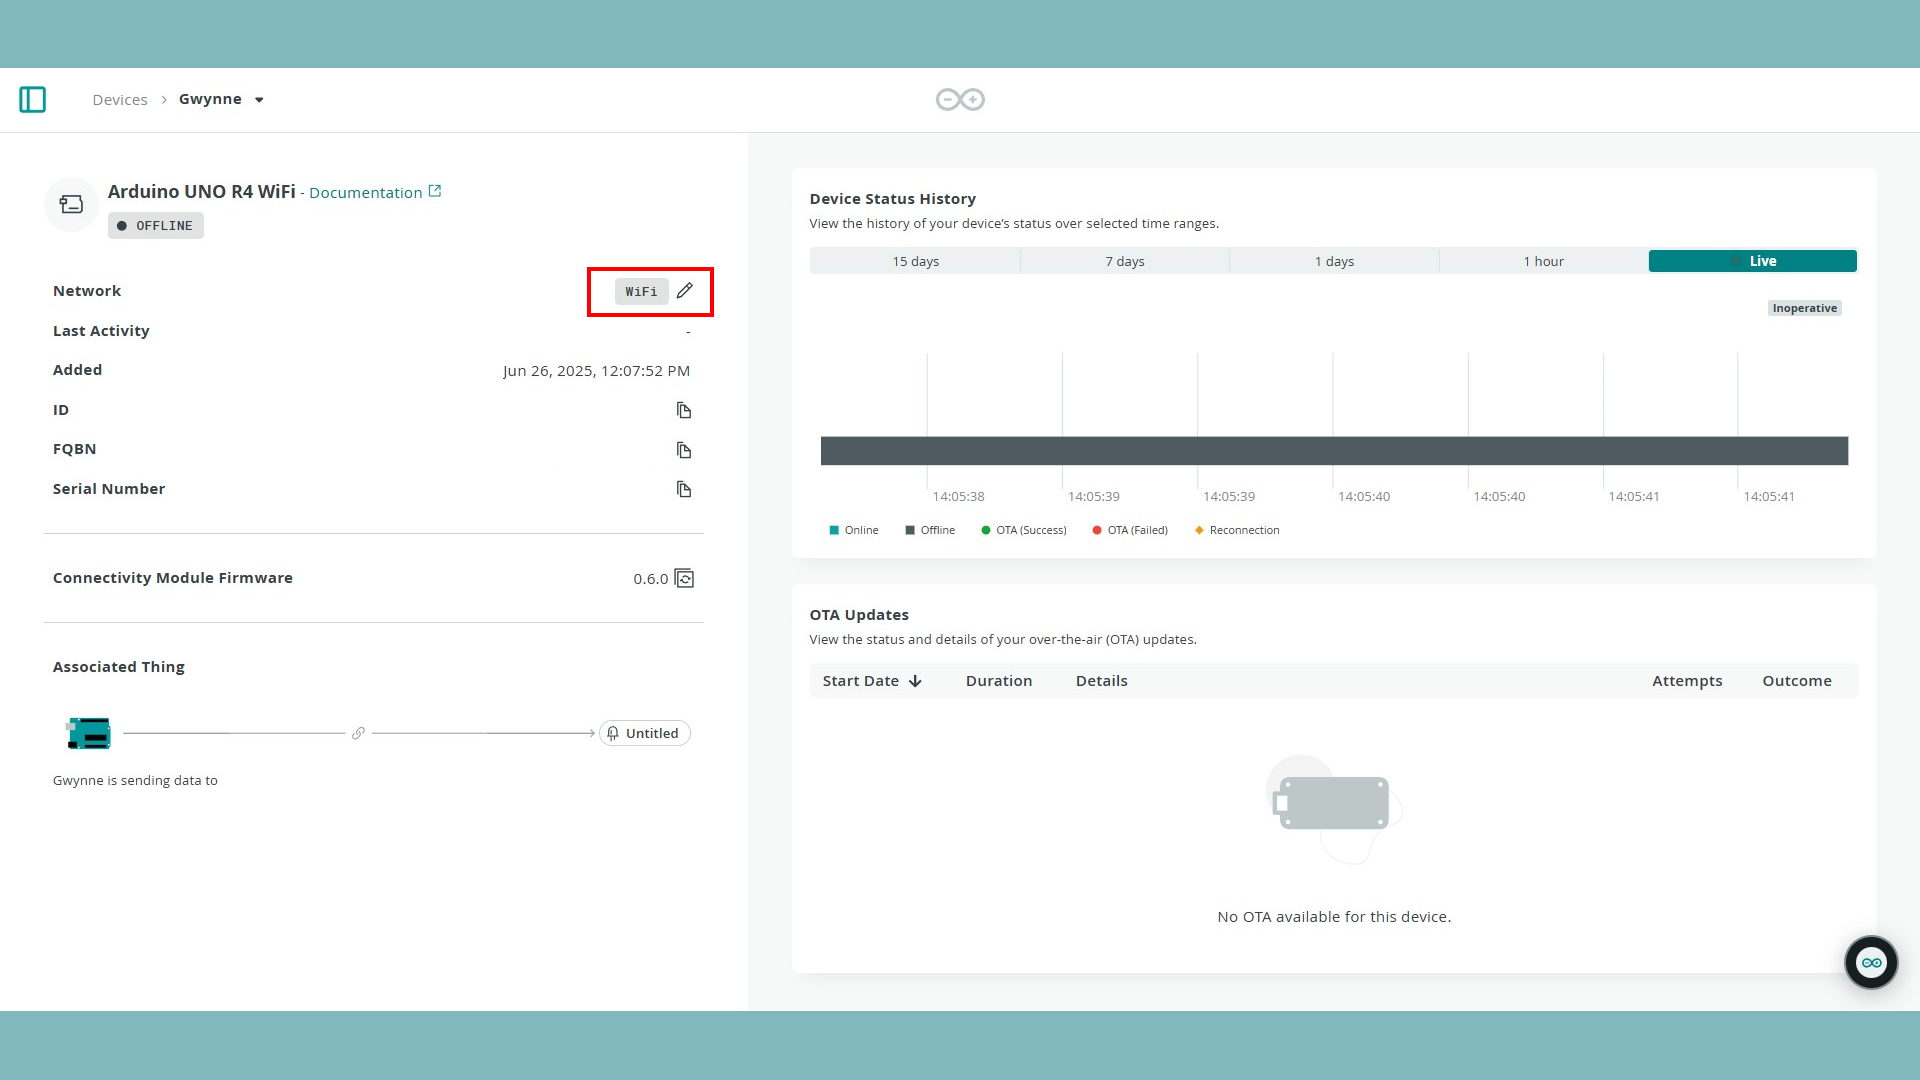 Devices > Gwynne
Arduino UNO R4 WiFi - Documentation
OFFLINE
Network WiFi
Last Activity -
Added Jun 26, 2025, 12:07:52 PM
ID
FQBN
Serial Number
Connectivity Module Firmware 0.6.0
Associated Thing
Untitled
Gwynne is sending data to
Device Status History
View the history of your device’s status over selected time ranges.
15 days 7 days 1 days 1 hour Live
Inoperative
14:05:38 14:05:39 14:05:39 14:05:40 14:05:40 14:05:41 14:05:41
Online Offline OTA (Success) OTA (Failed) Reconnection
OTA Updates
View the status and details of your over-the-air (OTA) updates.
Start Date Duration Details Attempts Outcome
No OTA available for this device.